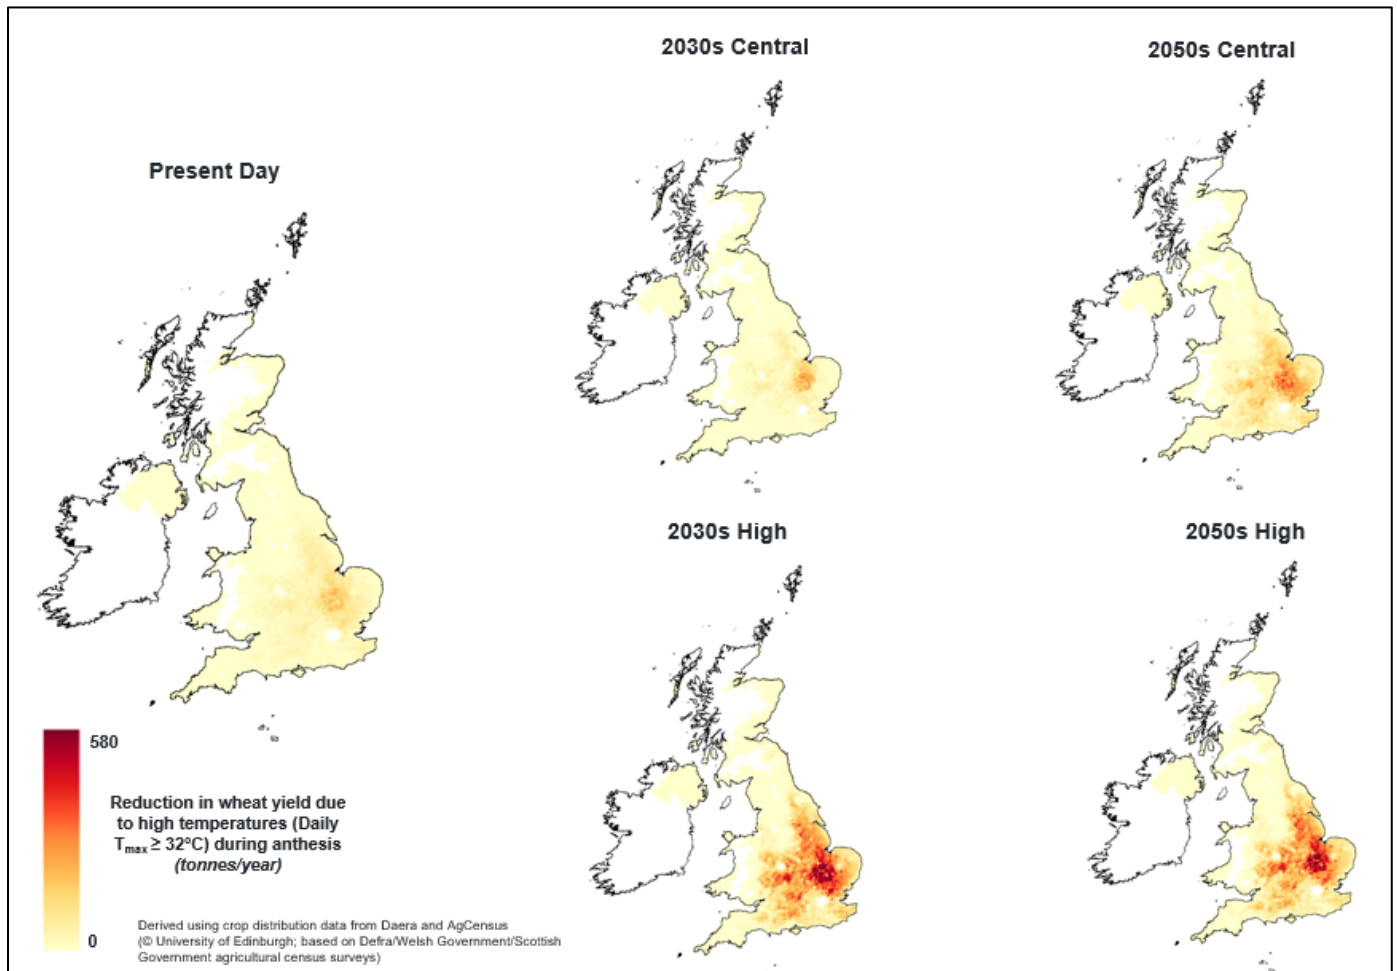 2030s Central
2050s Central
Present Day
2030s High
2050s High
580
0
Reduction in wheat yield due
to high temperatures (Daily
Tmax ≥ 32°C) during anthesis
(tonnes/year)
Derived using crop distribution data from Daera and AgCensus
(© University of Edinburgh; based on Defra/Welsh Government/Scottish
Government agricultural census surveys)